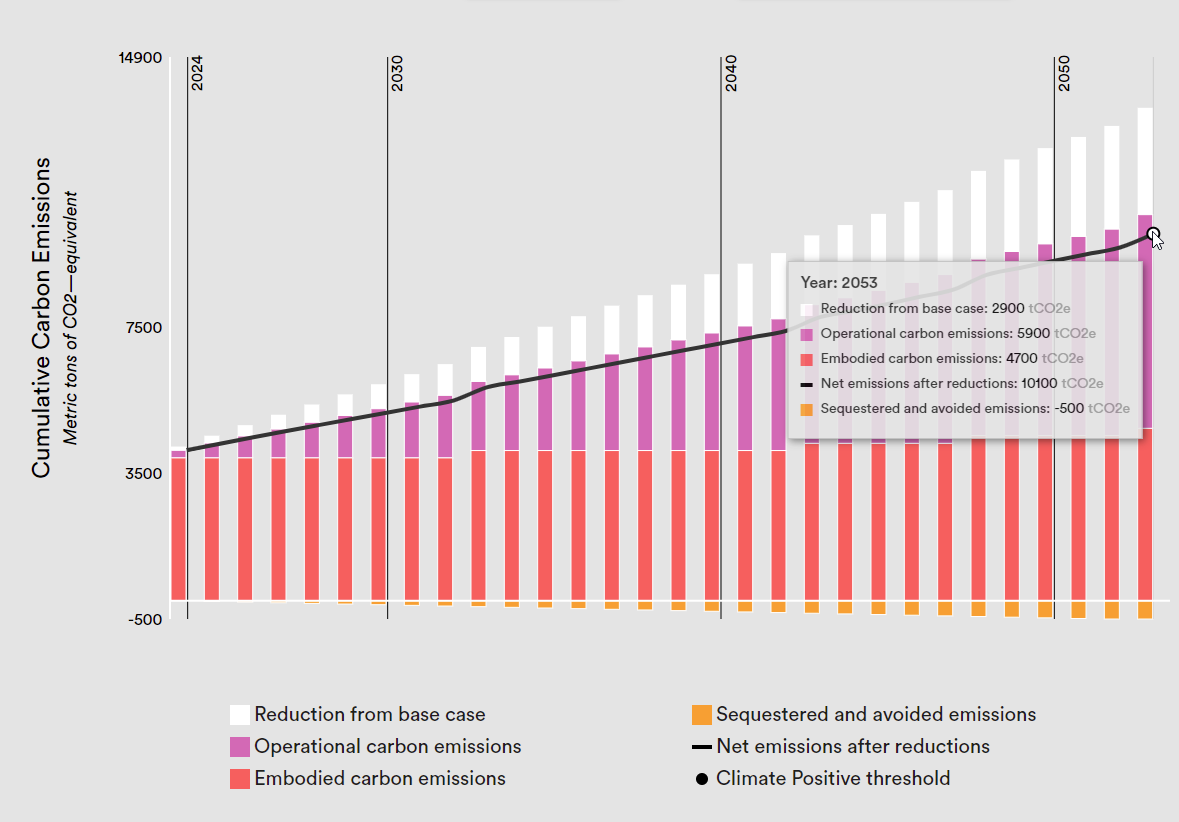 14900
7500
3500
-500
Cumulative Carbon Emissions
Metric tons of CO2—equivalent
2024
2030
2040
2050
Year: 2053
Reduction from base case: 2900 tCO2e
Operational carbon emissions: 5900 tCO2e
Embodied carbon emissions: 4700 tCO2e
Net emissions after reductions: 10100 tCO2e
Sequestered and avoided emissions: -500 tCO2e
Reduction from base case
Operational carbon emissions
Embodied carbon emissions
Sequestered and avoided emissions
Net emissions after reductions
Climate Positive threshold